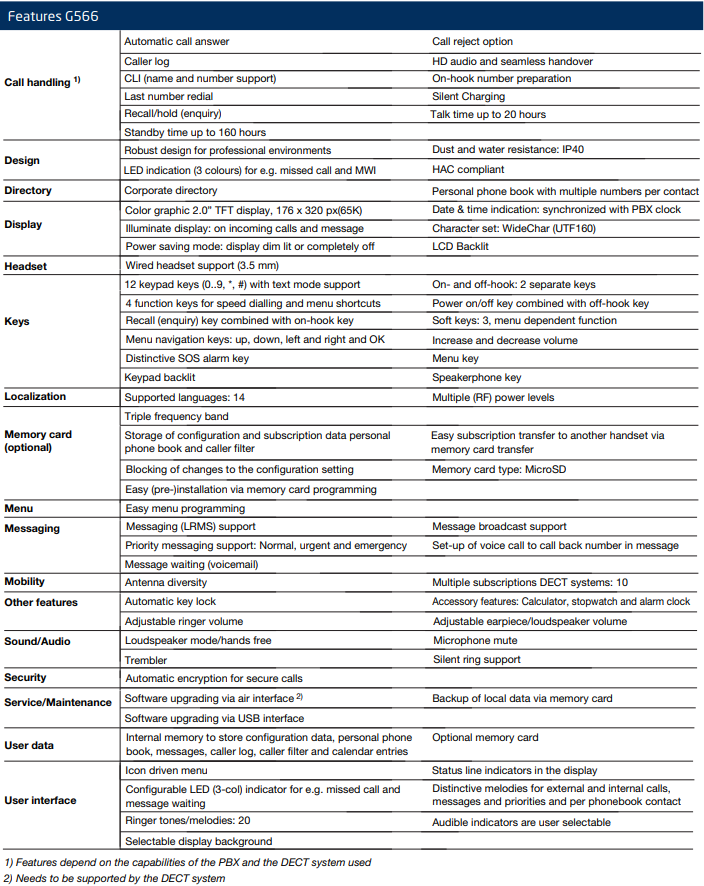 Features G566
Call handling 1)
Automatic call answer
Call reject option
Caller log
HD audio and seamless handover
CLI (name and number support)
On-hook number preparation
Last number redial
Silent Charging
Recall/hold (enquiry)
Talk time up to 20 hours
Standby time up to 160 hours
Design
Robust design for professional environments
Dust and water resistance: IP40
LED indication (3 colours) for e.g. missed call and MWI
HAC compliant
Directory
Corporate directory
Personal phone book with multiple numbers per contact
Display
Color graphic 2.0" TFT display, 176 x 320 px(65K)
Date & time indication: synchronized with PBX clock
Illuminate display: on incoming calls and message
Character set: WideChar (UTF160)
Power saving mode: display dim lit or completely off
LCD Backlit
Headset
Wired headset support (3.5 mm)
Keys
12 keypad keys (0..9, *, #) with text mode support
On- and off-hook: 2 separate keys
4 function keys for speed dialling and menu shortcuts
Power on/off key combined with off-hook key
Recall (enquiry) key combined with on-hook key
Soft keys: 3, menu dependent function
Menu navigation keys: up, down, left and right and OK
Increase and decrease volume
Distinctive SOS alarm key
Menu key
Keypad backlit
Speakerphone key
Localization
Supported languages: 14
Multiple (RF) power levels
Memory card
(optional)
Triple frequency band
Storage of configuration and subscription data personal
phone book and caller filter
Easy subscription transfer to another handset via
memory card transfer
Blocking of changes to the configuration setting
Memory card type: MicroSD
Easy (pre-)installation via memory card programming
Menu
Easy menu programming
Messaging
Messaging (LRMS) support
Message broadcast support
Priority messaging support: Normal, urgent and emergency
Set-up of voice call to call back number in message
Message waiting (voicemail)
Mobility
Antenna diversity
Multiple subscriptions DECT systems: 10
Other features
Automatic key lock
Accessory features: Calculator, stopwatch and alarm clock
Adjustable ringer volume
Adjustable earpiece/loudspeaker volume
Sound/Audio
Loudspeaker mode/hands free
Microphone mute
Trembler
Silent ring support
Security
Automatic encryption for secure calls
Service/Maintenance
Software upgrading via air interface 2)
Backup of local data via memory card
Software upgrading via USB interface
User data
Internal memory to store configuration data, personal phone
book, messages, caller log, caller filter and calendar entries
Optional memory card
User interface
Icon driven menu
Status line indicators in the display
Configurable LED (3-col) indicator for e.g. missed call and
message waiting
Distinctive melodies for external and internal calls,
messages and priorities and per phonebook contact
Ringer tones/melodies: 20
Audible indicators are user selectable
Selectable display background
1) Features depend on the capabilities of the PBX and the DECT system used
2) Needs to be supported by the DECT system